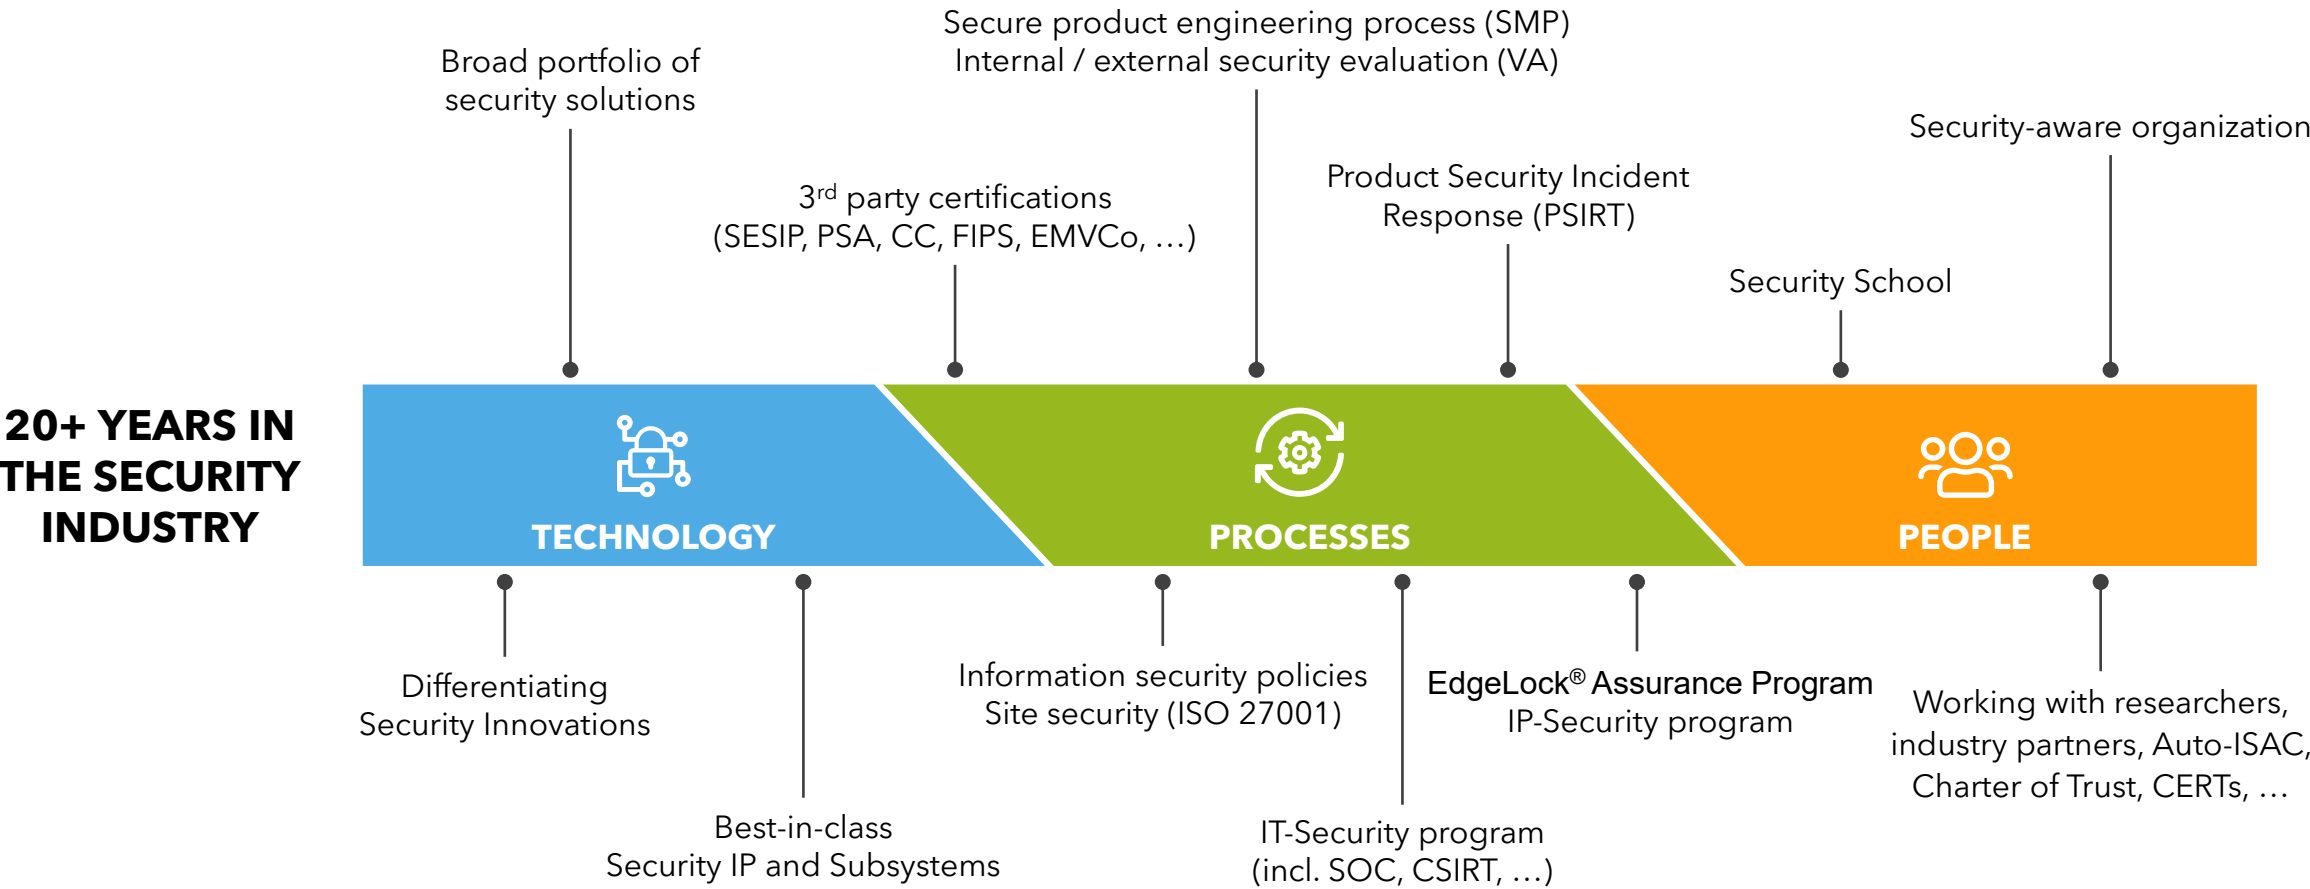 Secure product engineering process (SMP)
Internal / external security evaluation (VA)
Broad portfolio of
security solutions
Security-aware organization
Product Security Incident
Response (PSIRT)
3rd party certifications
(SESIP, PSA, CC, FIPS, EMVCo, …)
Security School
20+ YEARS IN
THE SECURITY
INDUSTRY
TECHNOLOGY
PROCESSES
PEOPLE
Differentiating
Security Innovations
Information security policies
Site security (ISO 27001)
EdgeLock® Assurance Program
IP-Security program
Working with researchers,
industry partners, Auto-ISAC,
Charter of Trust, CERTs, …
Best-in-class
Security IP and Subsystems
IT-Security program
(incl. SOC, CSIRT, …)